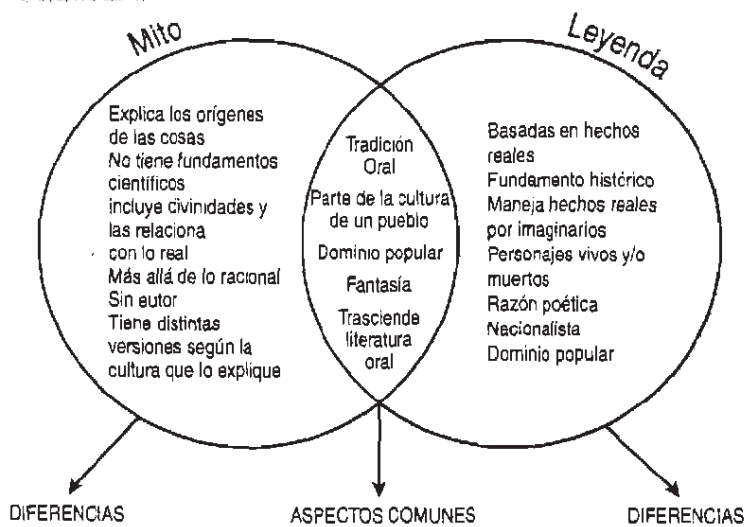 Mito
Leyenda
Explica los orígenes
de las cosas
No tiene fundamentos
científicos
incluye divinidades y
las relaciona
con lo real
Más allá de lo racional
Sin autor
Tiene distintas
versiones según la
cultura que lo explique
Tradición
Oral
Parte de la cultura
de un pueblo
Dominio popular
Fantasía
Trasciende
literatura
oral
Basadas en hechos
reales
Fundamento histórico
Maneja hechos reales
por imaginarios
Personajes vivos y/o
muertos
Razón poética
Nacionalista
Dominio popular
DIFERENCIAS
ASPECTOS COMUNES
DIFERENCIAS